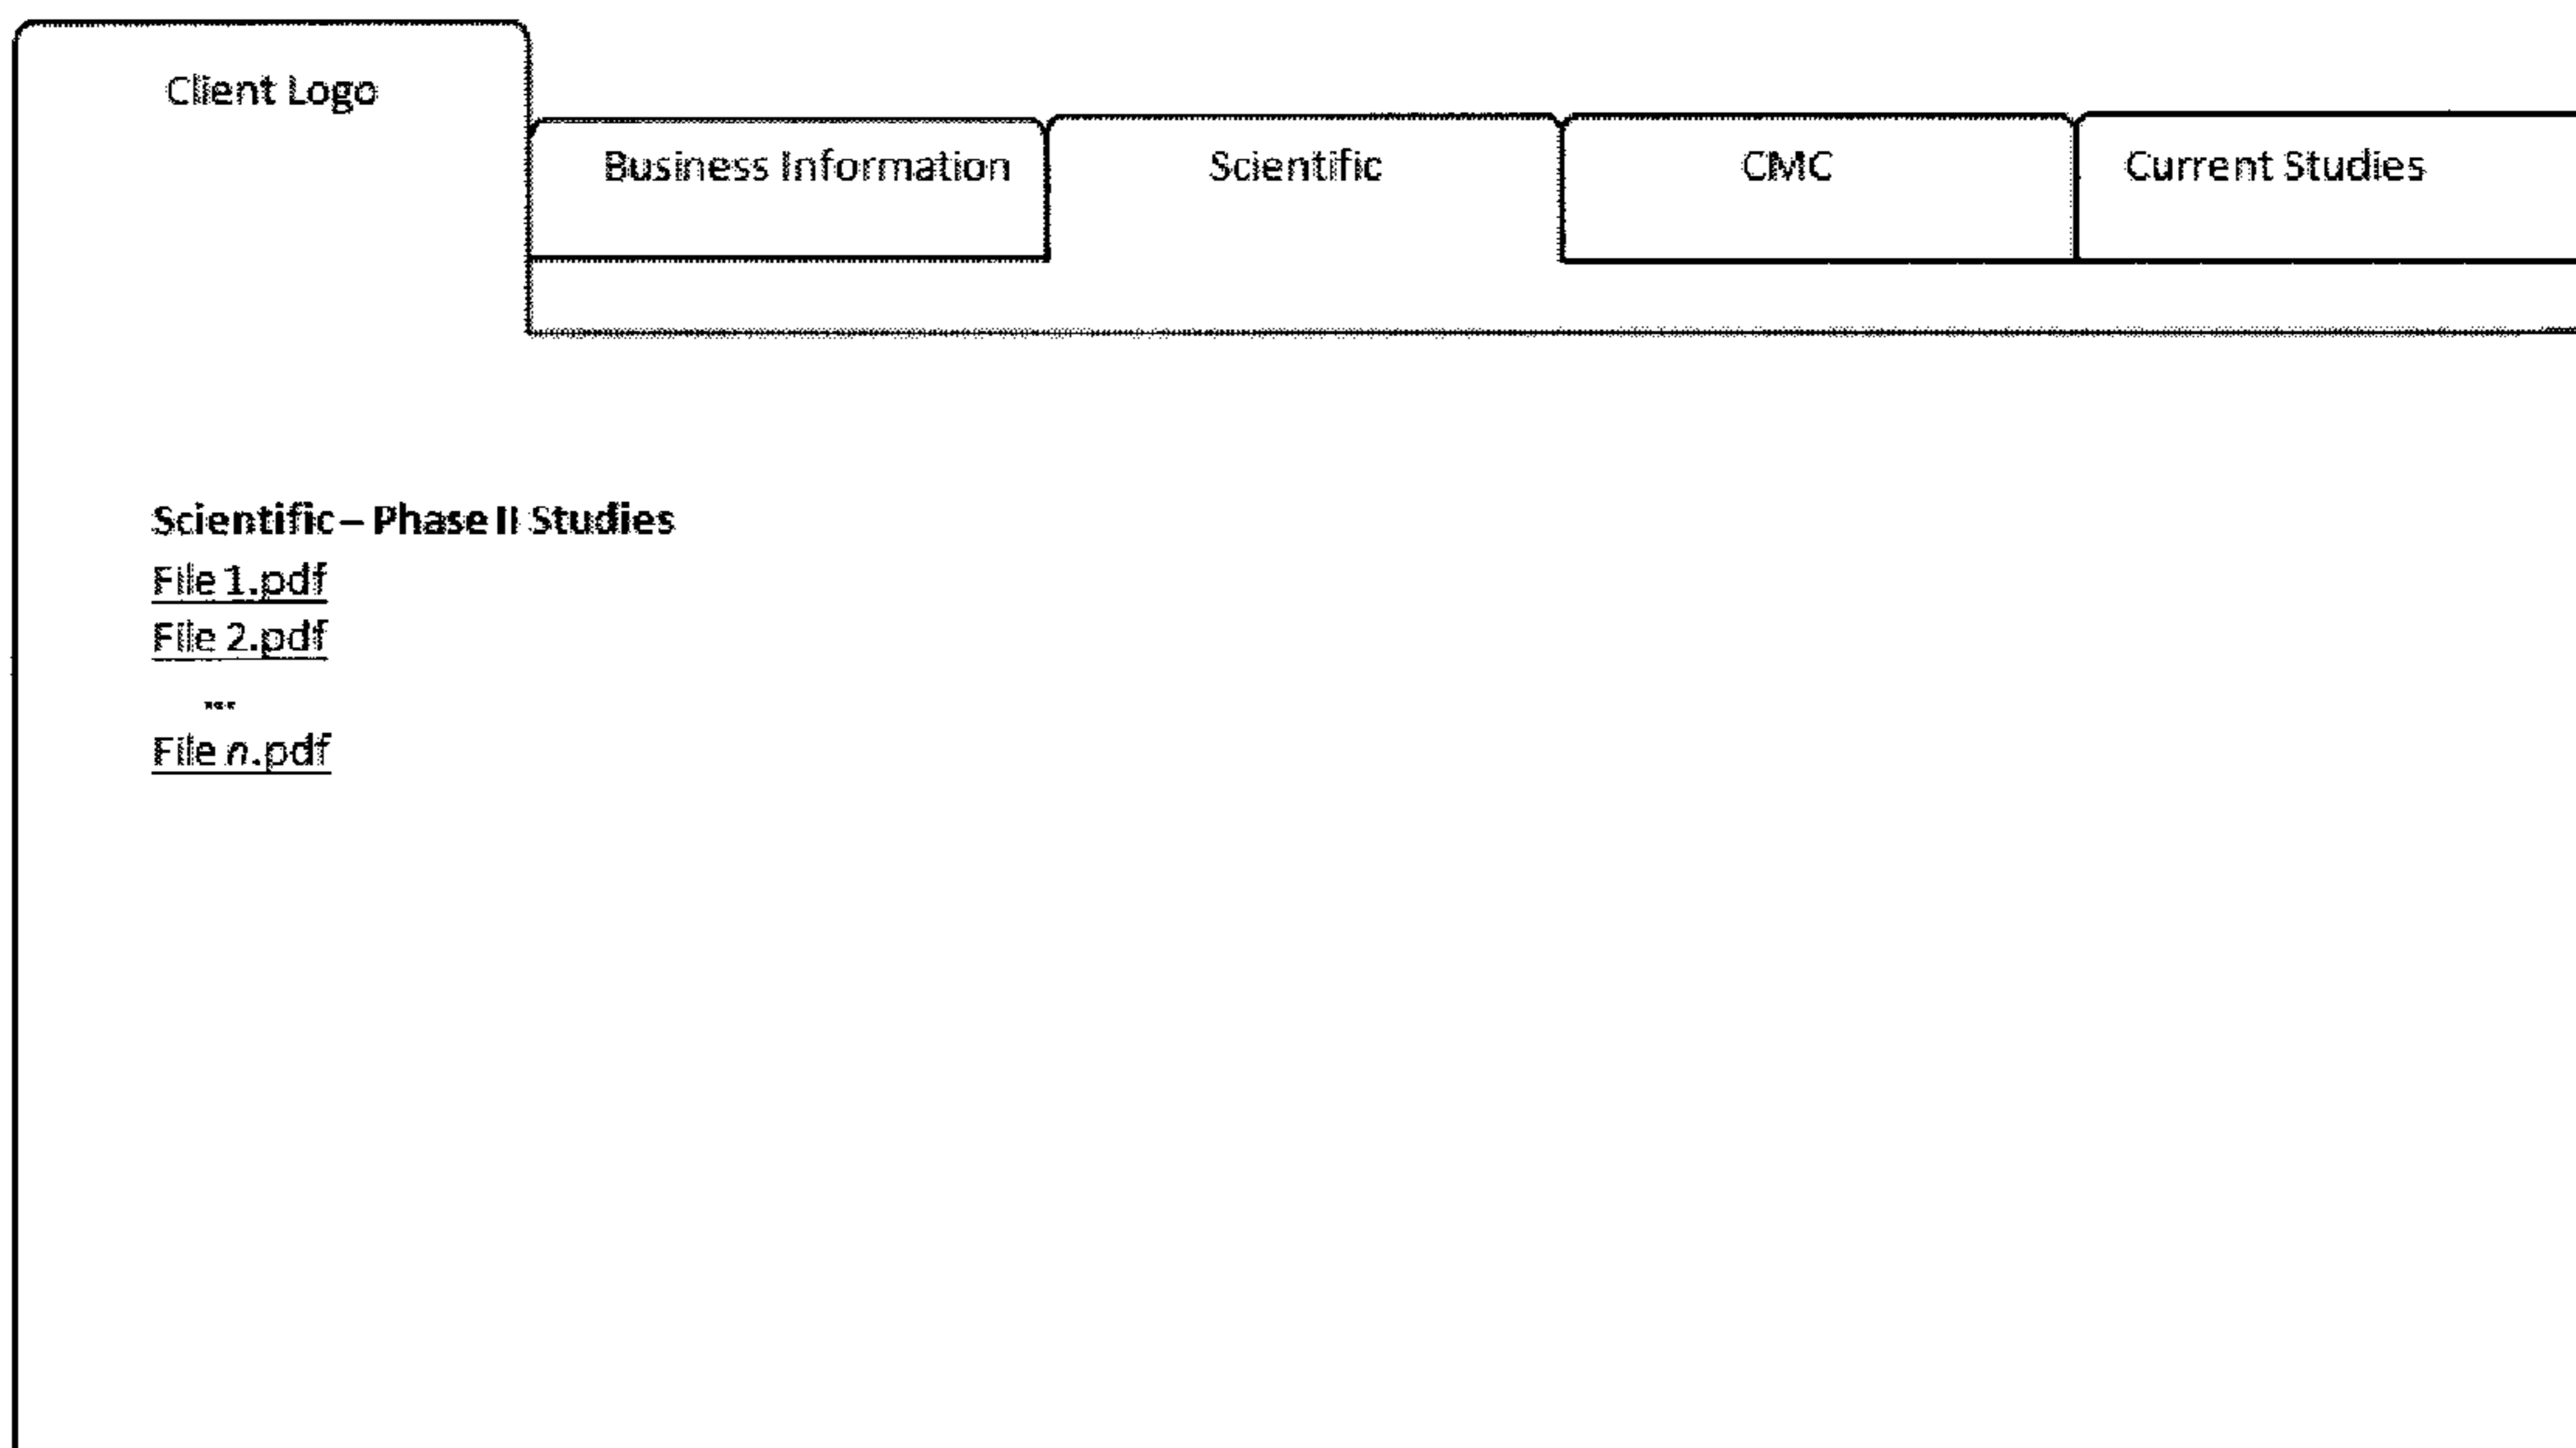 Client Logo
Business Information
Scientific
CMC
Current Studies
Scientific – Phase II Studies
File 1.pdf
File 2.pdf
...
File n.pdf